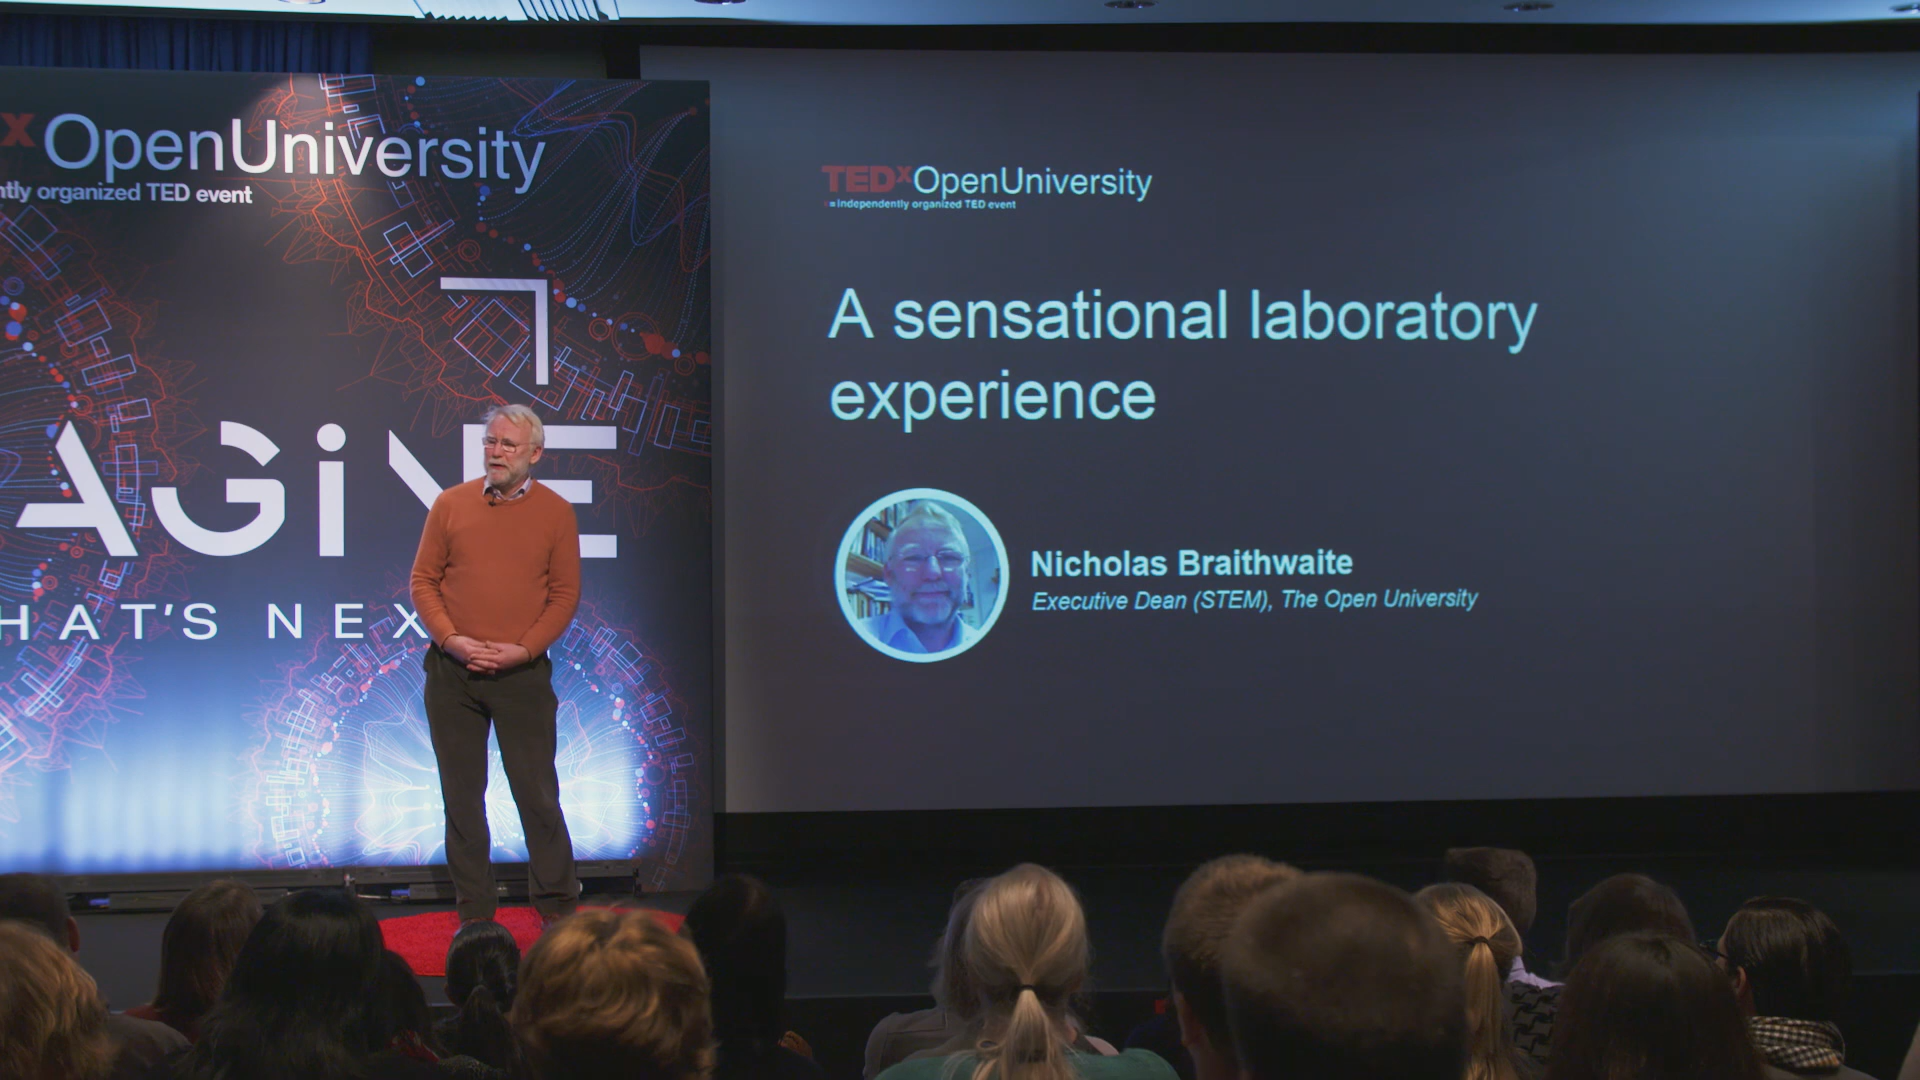 xOpenUniversity
ntly organized TED event
AGiNE
HAT'S NEX
TEDxOpenUniversity
x = independently organized TED event
A sensational laboratory
experience
Nicholas Braithwaite
Executive Dean (STEM), The Open University